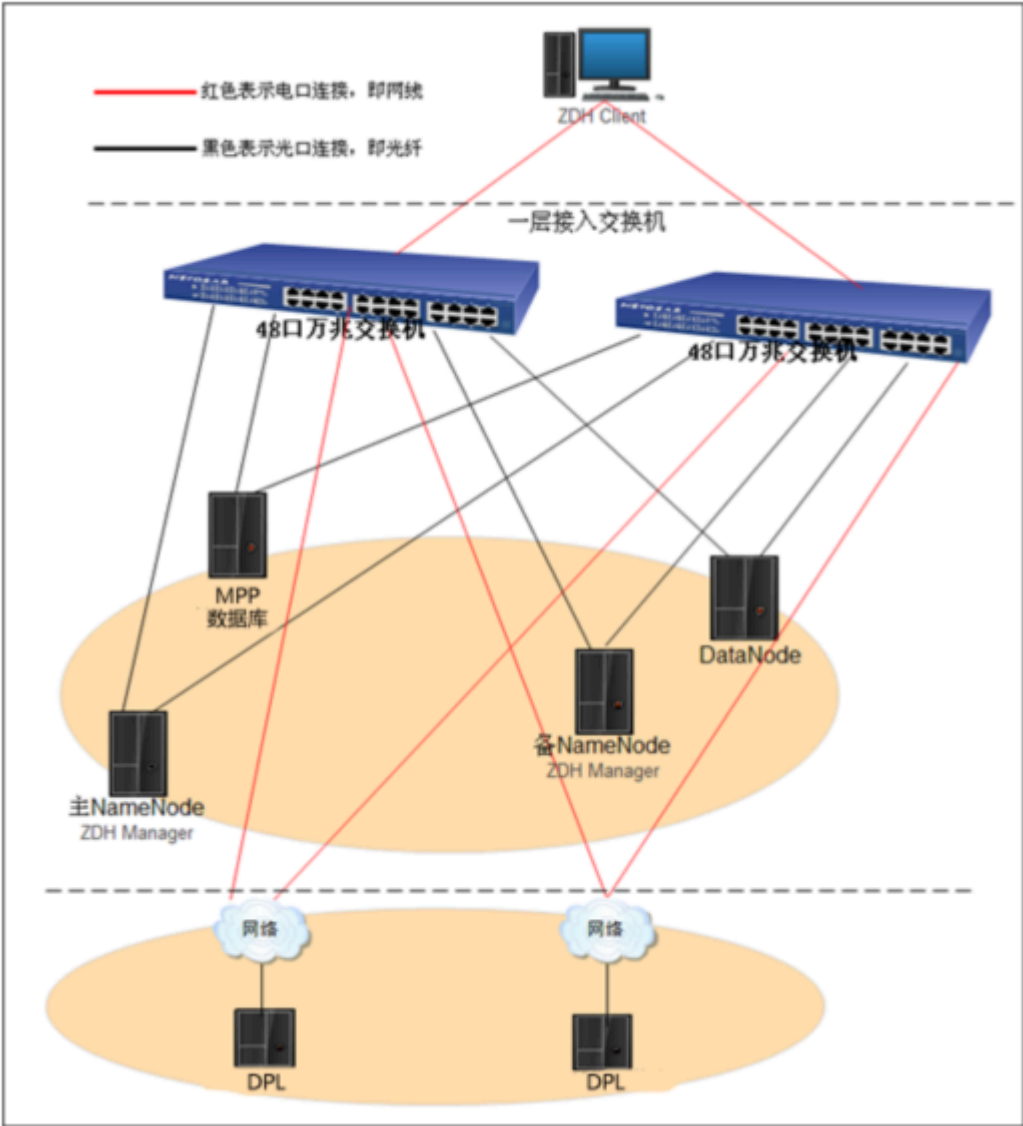 红色表示电口连接，即网线
ZDH Client
黑色表示光口连接，即光纤
一层接入交换机
NETGEAR
NETGEAR
48口万兆交换机
48口万兆交换机
MPP
数据库
DataNode
备NameNode
ZDH Manager
主NameNode
ZDH Manager
网络
网络
DPL
DPL